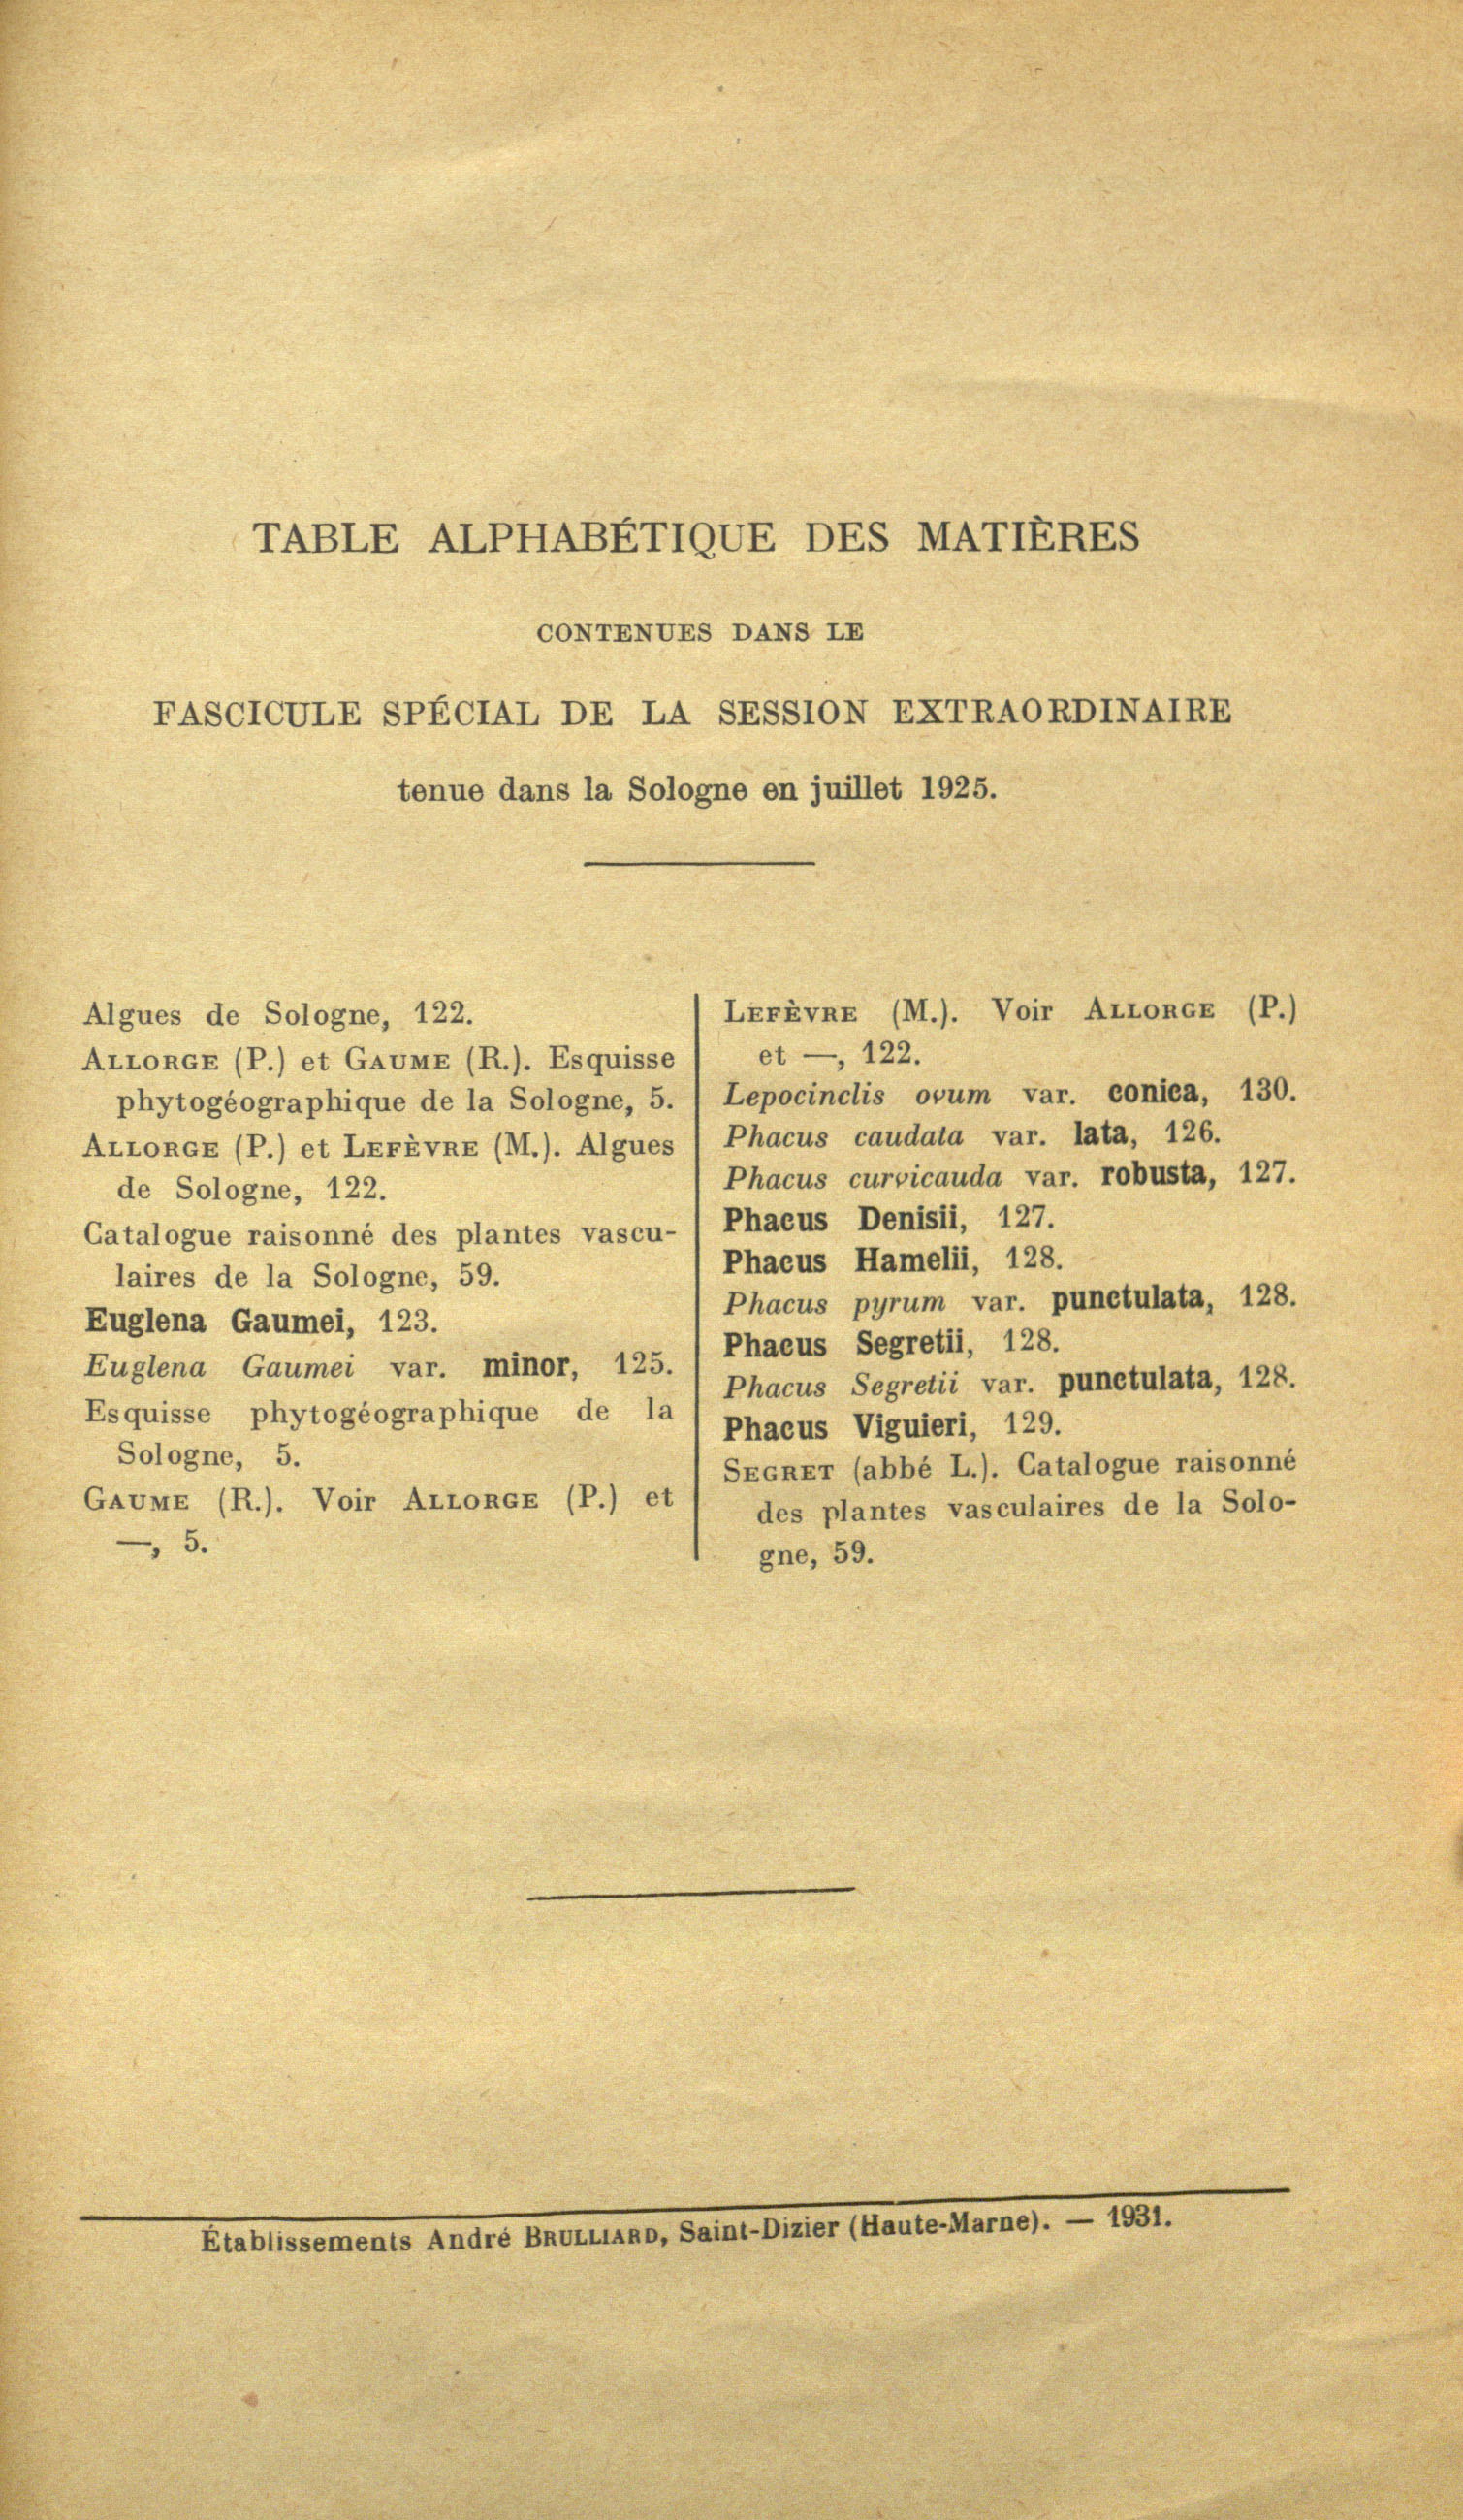 TABLE ALPHABÉTIQUE DES MATIÈRES
CONTENUES DANS LE
FASCICULE SPÉCIAL DE LA SESSION EXTRAORDINAIRE
tenue dans la Sologne en juillet 1925.
Algues de Sologne, 122.
ALLORGE (P.) et GAUME (R.). Esquisse
phytogéographique de la Sologne, 5.
ALLORGE (P.) et LEFÈVRE (M.). Algues
de Sologne, 122.
Catalogue raisonné des plantes vascu-
laires de la Sologne, 59.
Euglena Gaumei, 123.
Euglena Gaumei var. minor, 125.
Esquisse phytogéographique de la
Sologne, 5.
GAUME (R.). Voir ALLORGE (P.) et
—, 5.
LEFÈVRE (M.). Voir ALLORGE (P.)
et —, 122.
Lepocinclis ovum var. conica, 130.
Phacus caudata var. lata, 126.
Phacus curvicauda var. robusta, 127.
Phacus Denisii, 127.
Phacus Hamelii, 128.
Phacus pyrum var. punctulata, 128.
Phacus Segretii, 128.
Phacus Segretii var. punctulata, 128.
Phacus Viguieri, 129.
SEGRET (abbé L.). Catalogue raisonné
des plantes vasculaires de la Solo-
gne, 59.
Établissements André BRULLIARD, Saint-Dizier (Haute-Marne). — 1931.